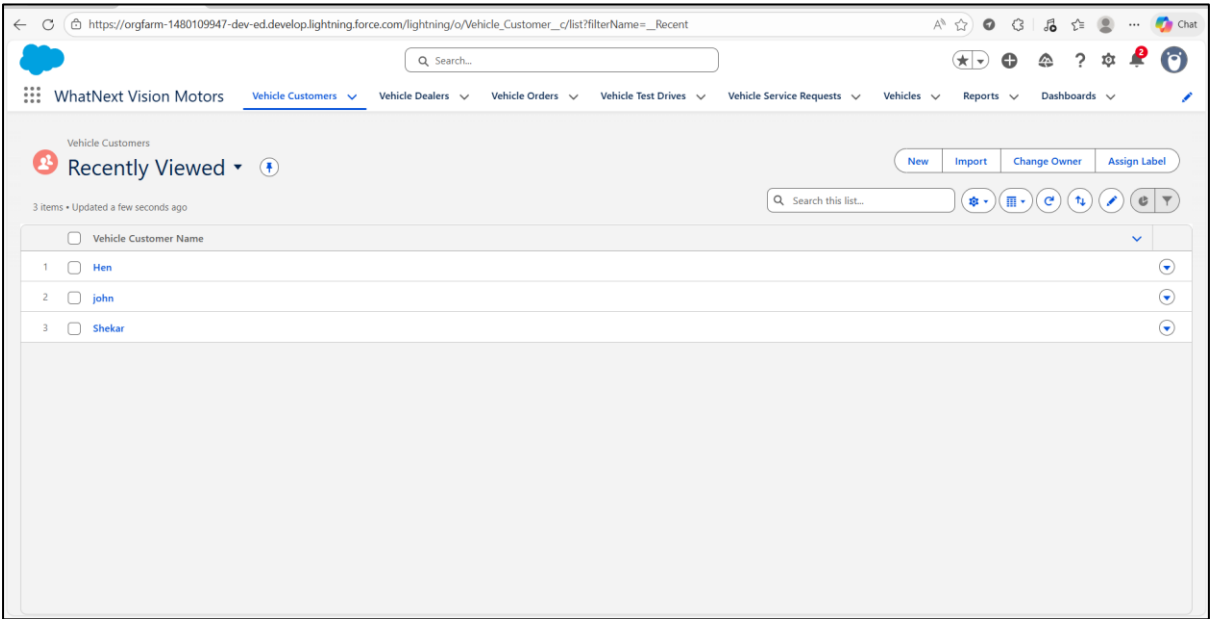 https://orgfarm-1480109947-dev-ed.develop.lightning.force.com/lightning/o/Vehicle_Customer__c/list?filterName=__Recent
Chat
Search...
2
WhatNext Vision Motors Vehicle Customers Vehicle Dealers Vehicle Orders Vehicle Test Drives Vehicle Service Requests Vehicles Reports Dashboards
Vehicle Customers
Recently Viewed
New Import Change Owner Assign Label
3 items • Updated a few seconds ago
Search this list...
Vehicle Customer Name
1 Hen
2 john
3 Shekar